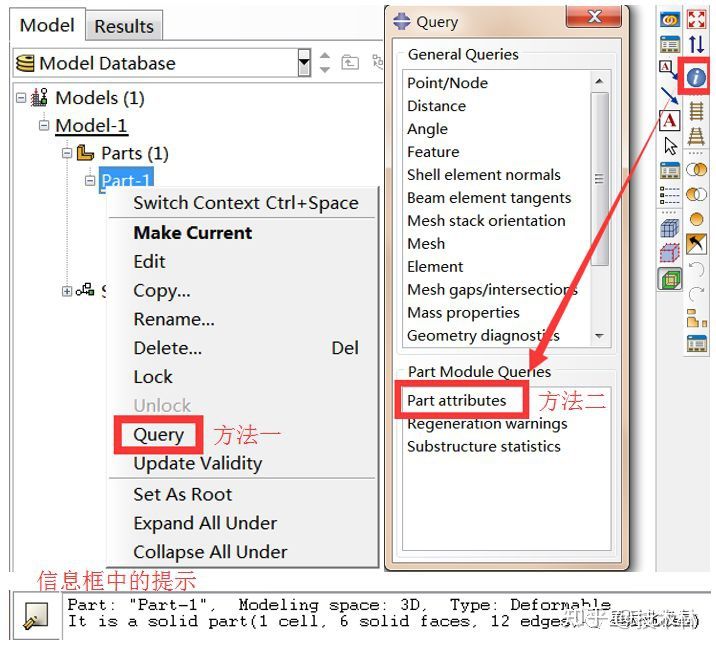 Model
Results
Model Database
Models (1)
Model-1
Parts (1)
Part-1
Switch Context Ctrl+Space
Make Current
Edit
Copy...
Rename...
Delete... Del
Lock
Unlock
Query
方法一
Update Validity
Set As Root
Expand All Under
Collapse All Under
Query
General Queries
Point/Node
Distance
Angle
Feature
Shell element normals
Beam element tangents
Mesh stack orientation
Mesh
Element
Mesh gaps/intersections
Mass properties
Geometry diagnostics
Part Module Queries
Part attributes
方法二
Regeneration warnings
Substructure statistics
A
A
信息框中的提示
Part: "Part-1", Modeling space: 3D, Type: Deformable
It is a solid part(1 cell, 6 solid faces, 12 edges,
知乎